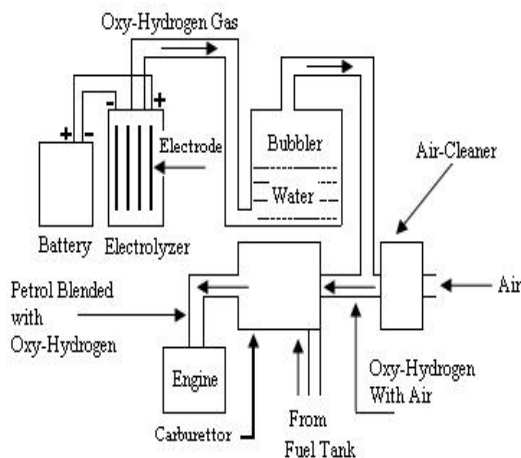 Oxy-Hydrogen Gas
- +
+ -
Electrode
Bubbler
Water
Air-Cleaner
Battery
Electrolyzer
Petrol Blended
with
Oxy-Hydrogen
Air
Engine
Oxy-Hydrogen
With Air
Carburettor
From
Fuel Tank